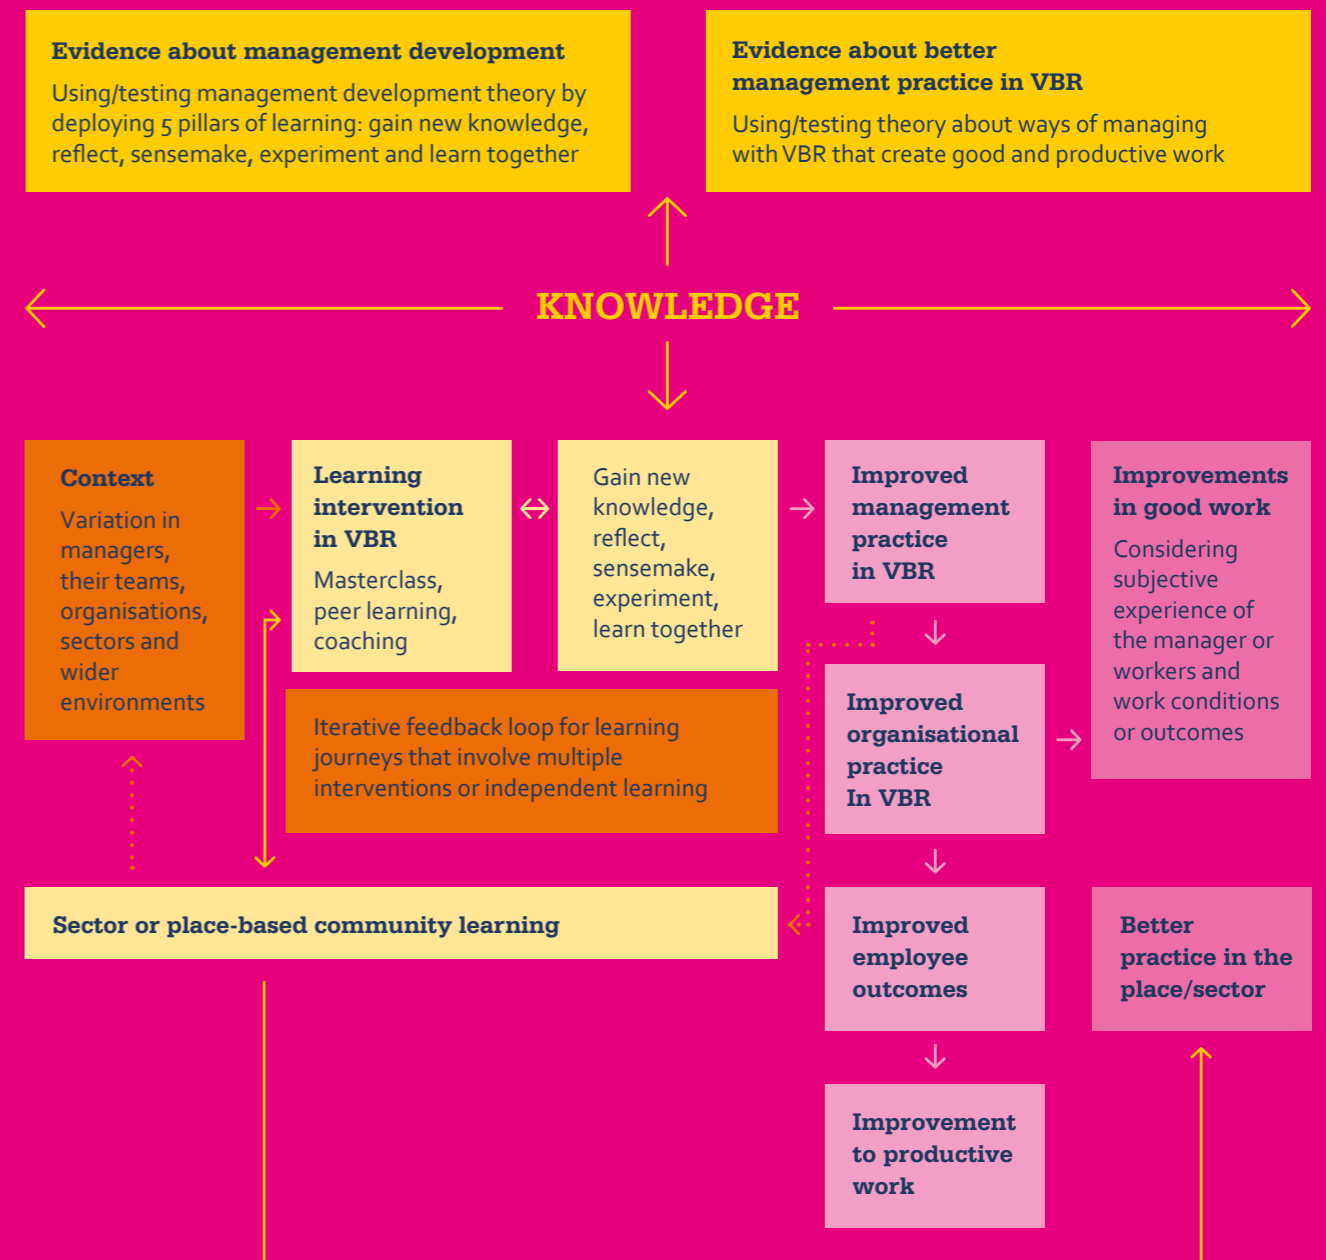 Evidence about management development
Using/testing management development theory by
deploying 5 pillars of learning: gain new knowledge,
reflect, sensemake, experiment and learn together
Evidence about better
management practice in VBR
Using/testing theory about ways of managing
with VBR that create good and productive work
KNOWLEDGE
Context
Variation in
managers,
their teams,
organisations,
sectors and
wider
environments
Learning
intervention
in VBR
Masterclass,
peer learning,
coaching
Gain new
knowledge,
reflect,
sensemake,
experiment,
learn together
Improved
management
practice
in VBR
Improvements
in good work
Considering
subjective
experience of
the manager or
workers and
work conditions
or outcomes
Iterative feedback loop for learning
journeys that involve multiple
interventions or independent learning
Improved
organisational
practice
In VBR
Sector or place-based community learning
Improved
employee
outcomes
Better
practice in the
place/sector
Improvement
to productive
work